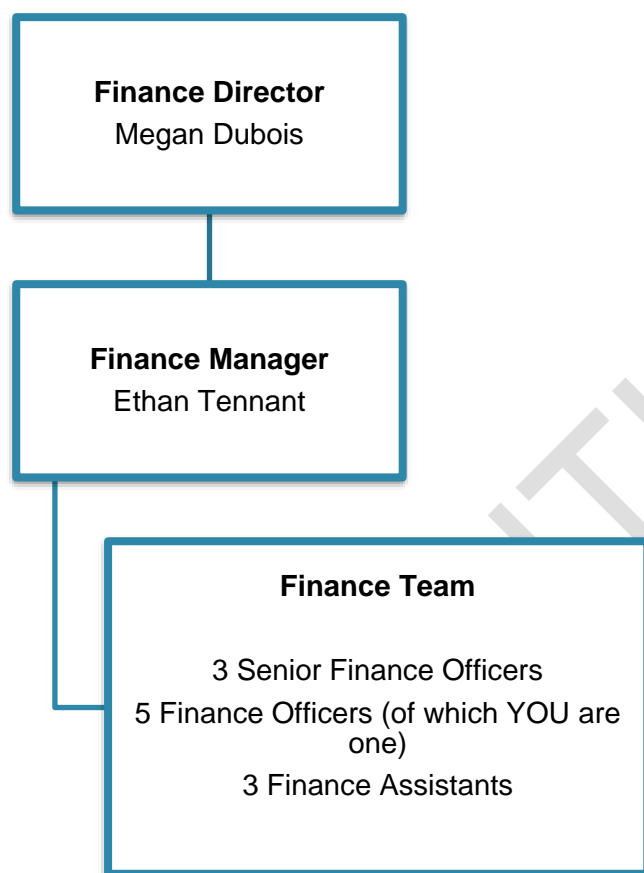 Finance Director
Megan Dubois
Finance Manager
Ethan Tennant
Finance Team
3 Senior Finance Officers
5 Finance Officers (of which YOU are
one)
3 Finance Assistants